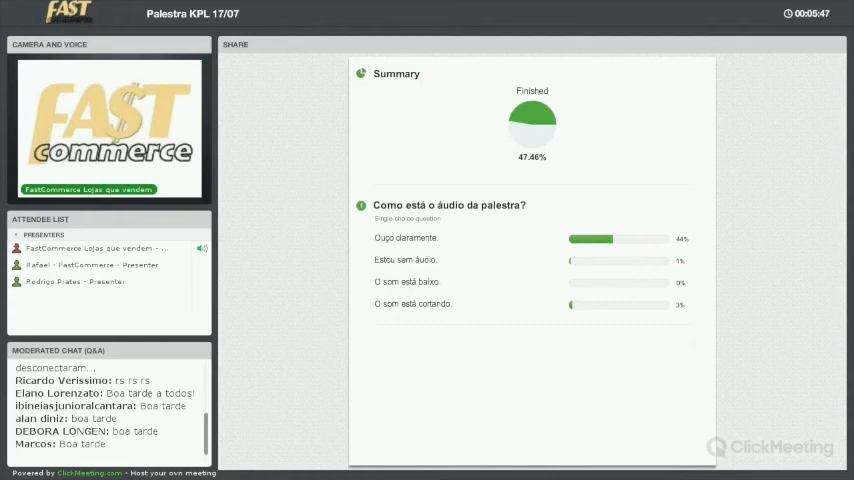 FAST
commerce
Palestra KPL 17/07
00:05:47
CAMERA AND VOICE
FA$T
commerce
FastCommerce Lojas que vendem
ATTENDEE LIST
PRESENTERS
FastCommerce Lojas que vendem - ...
Rafael - FastCommerce - Presenter
Rodrigo Prates - Presenter
MODERATED CHAT (Q&A)
desconectaram...
Ricardo Verissimo: rs rs rs
Elano Lorenzato: Boa tarde a todos!
ibineiasjunioralcantara: Boa tarde
alan diniz: boa tarde
DEBORA LONGEN: boa tarde
Marcos: Boa tarde
SHARE
Summary
Finished
47.46%
1 Como está o áudio da palestra?
Single choice question
Ouço claramente. 44%
Estou sem áudio. 1%
O som está baixo. 0%
O som está cortando. 3%
ClickMeeting
Powered by ClickMeeting.com - Host your own meeting